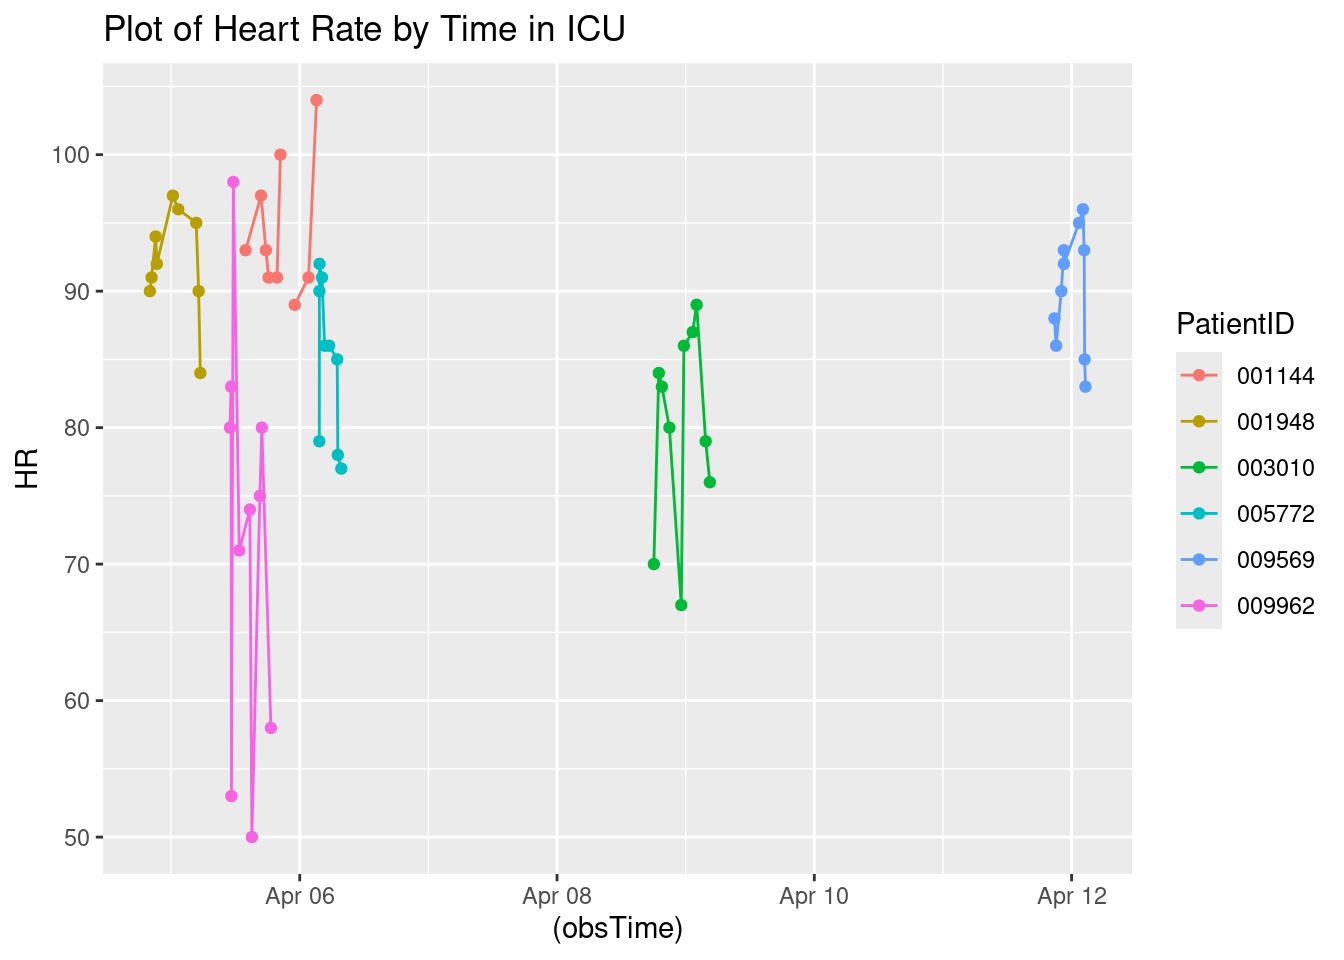 Plot of Heart Rate by Time in ICU
100
90
80
70
60
50
HR
Apr 06
Apr 08
Apr 10
Apr 12
(obsTime)
PatientID
001144
001948
003010
005772
009569
009962